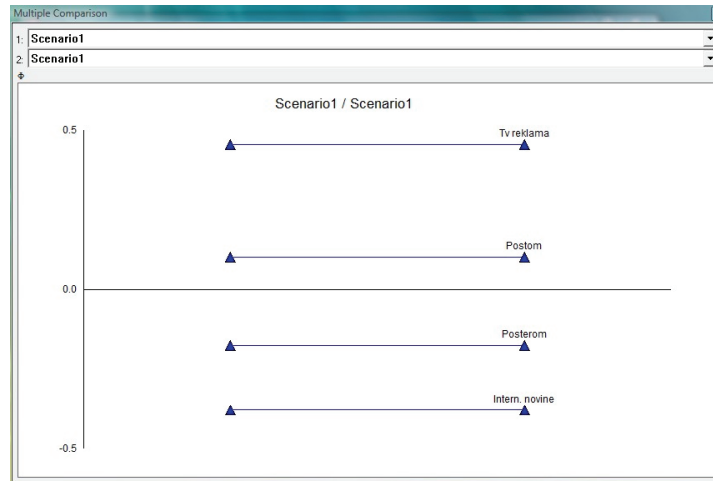 Multiple Comparison
1: Scenario1
2: Scenario1
Φ
Scenario1 / Scenario1
0.5
Tv reklama
Postom
0.0
Posterom
Intern. novine
-0.5